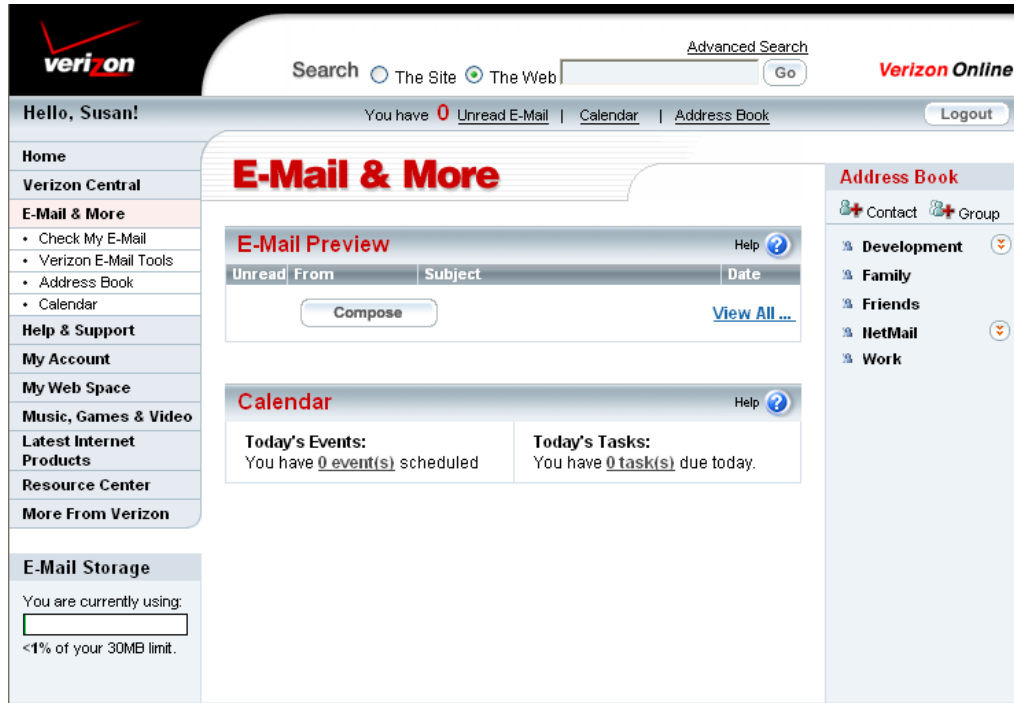 verizon
Advanced Search
Search The Site The Web Go
Verizon Online
Hello, Susan!
You have 0 Unread E-Mail | Calendar | Address Book
Logout
Home
Verizon Central
E-Mail & More
• Check My E-Mail
• Verizon E-Mail Tools
• Address Book
• Calendar
Help & Support
My Account
My Web Space
Music, Games & Video
Latest Internet
Products
Resource Center
More From Verizon
E-Mail Storage
You are currently using:
<1% of your 30MB limit.
E-Mail & More
E-Mail Preview Help ?
Unread From Subject Date
Compose View All ...
Calendar Help ?
Today's Events:
You have 0 event(s) scheduled
Today's Tasks:
You have 0 task(s) due today.
Address Book
Contact Group
Development
Family
Friends
NetMail
Work